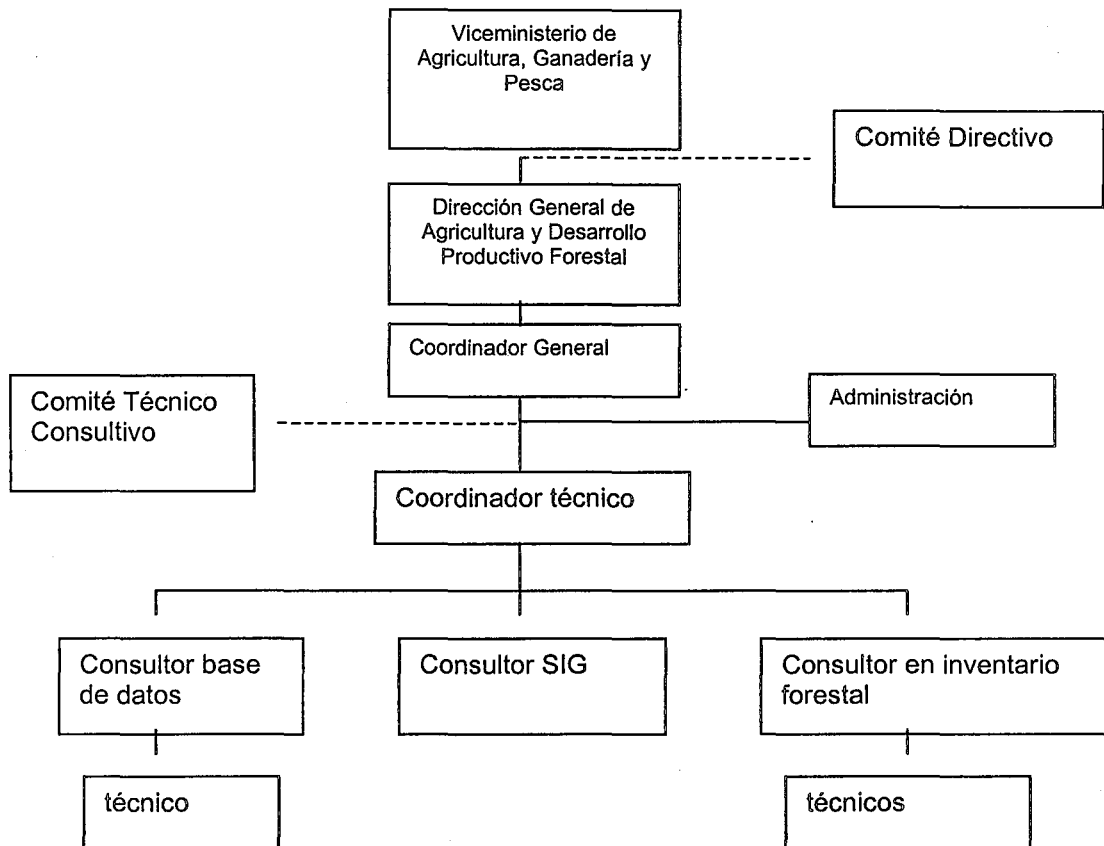 Viceministerio de
Agricultura, Ganadería y
Pesca
Comité Directivo
Dirección General de
Agricultura y Desarrollo
Productivo Forestal
Coordinador General
Comité Técnico
Consultivo
Administración
Coordinador técnico
Consultor base
de datos
Consultor SIG
Consultor en inventario
forestal
técnico
técnicos